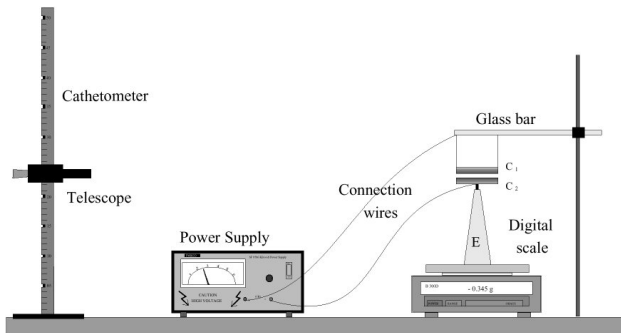 Cathetometer
Telescope
Power Supply
CAUTION
HIGH VOLTAGE
Connection
wires
Glass bar
C 1
C 2
E
Digital
scale
- 0.345 g